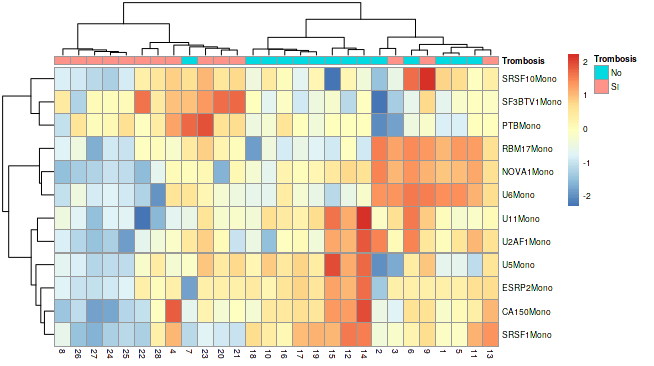 Trombosis
SRSF10Mono
SF3BTV1Mono
PTBMono
RBM17Mono
NOVA1Mono
U6Mono
U11Mono
U2AF1Mono
U5Mono
ESRP2Mono
CA150Mono
SRSF1Mono
8 26 27 24 25 22 28 4 7 23 20 21 18 10 16 17 19 15 12 14 2 3 6 9 1 5 11 13
2
1
0
-1
-2
Trombosis
No
SI